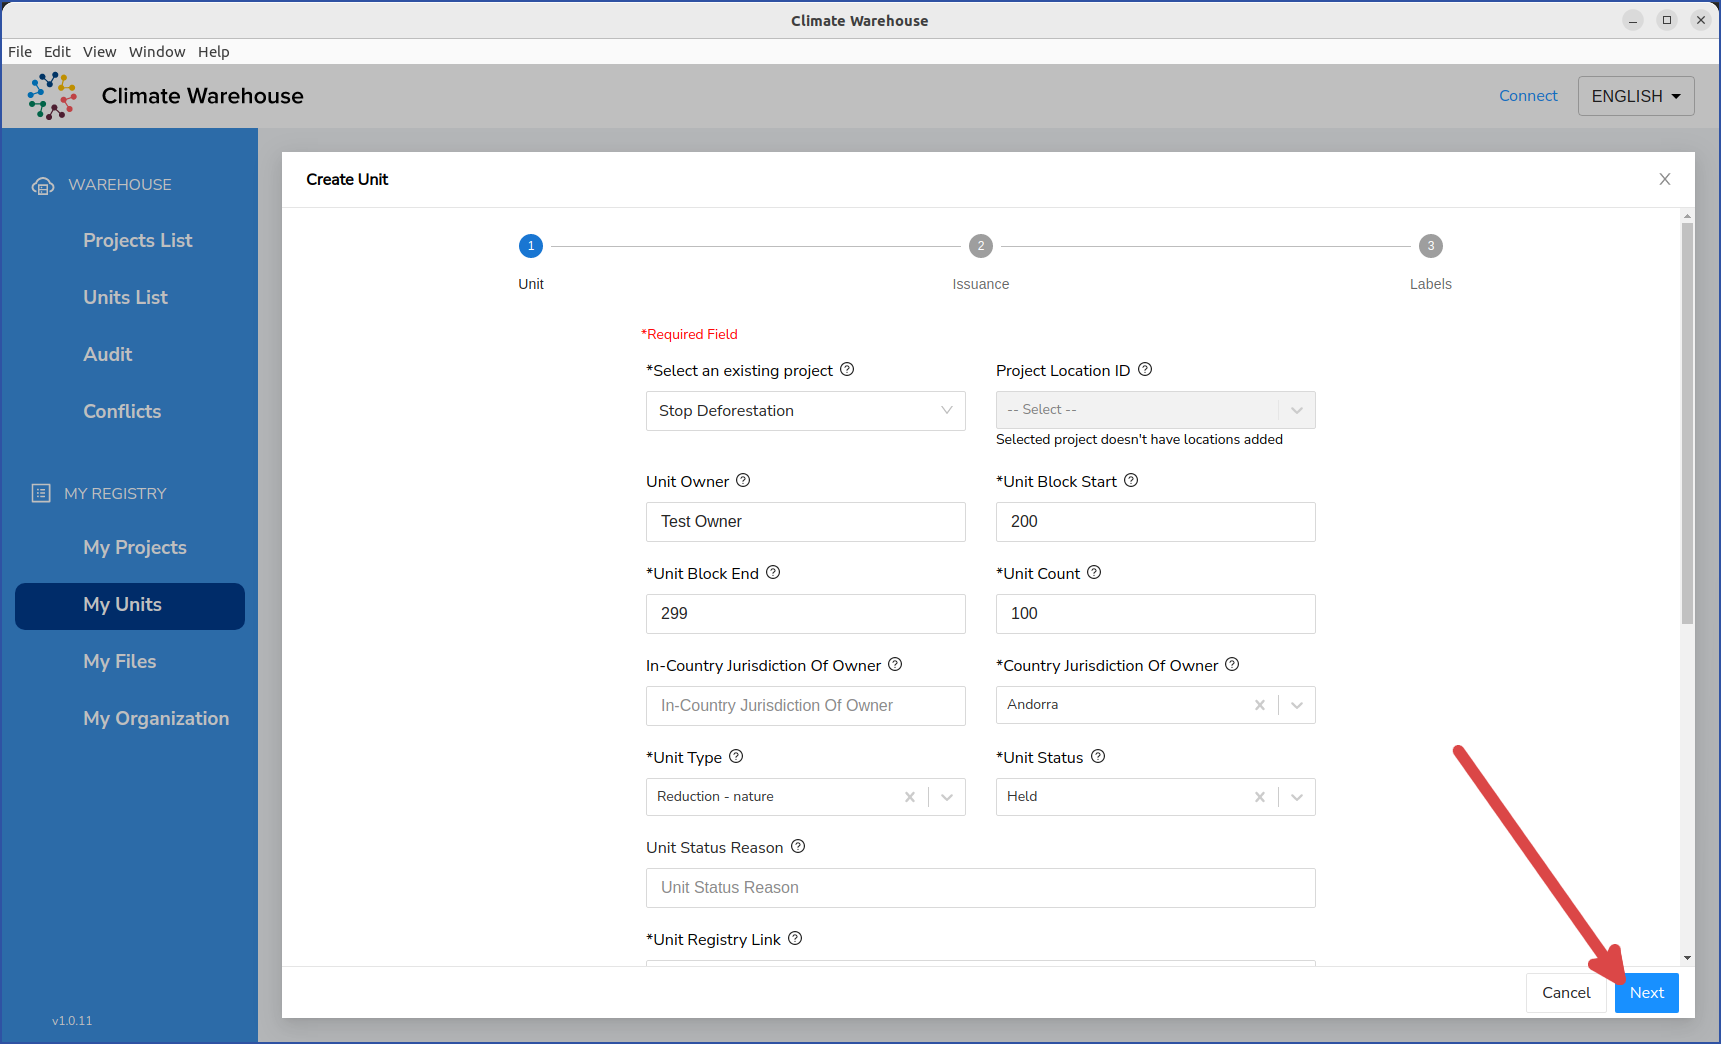 Climate Warehouse
File Edit View Window Help
Climate Warehouse
Connect
ENGLISH
WAREHOUSE
Projects List
Units List
Audit
Conflicts
MY REGISTRY
My Projects
My Units
My Files
My Organization
v1.0.11
Create Unit
1
2
3
Unit
Issuance
Labels
*Required Field
*Select an existing project
Project Location ID
Stop Deforestation
-- Select --
Selected project doesn't have locations added
Unit Owner
*Unit Block Start
Test Owner
200
*Unit Block End
*Unit Count
299
100
In-Country Jurisdiction Of Owner
*Country Jurisdiction Of Owner
In-Country Jurisdiction Of Owner
Andorra
*Unit Type
*Unit Status
Reduction - nature
Held
Unit Status Reason
Unit Status Reason
*Unit Registry Link
Cancel
Next